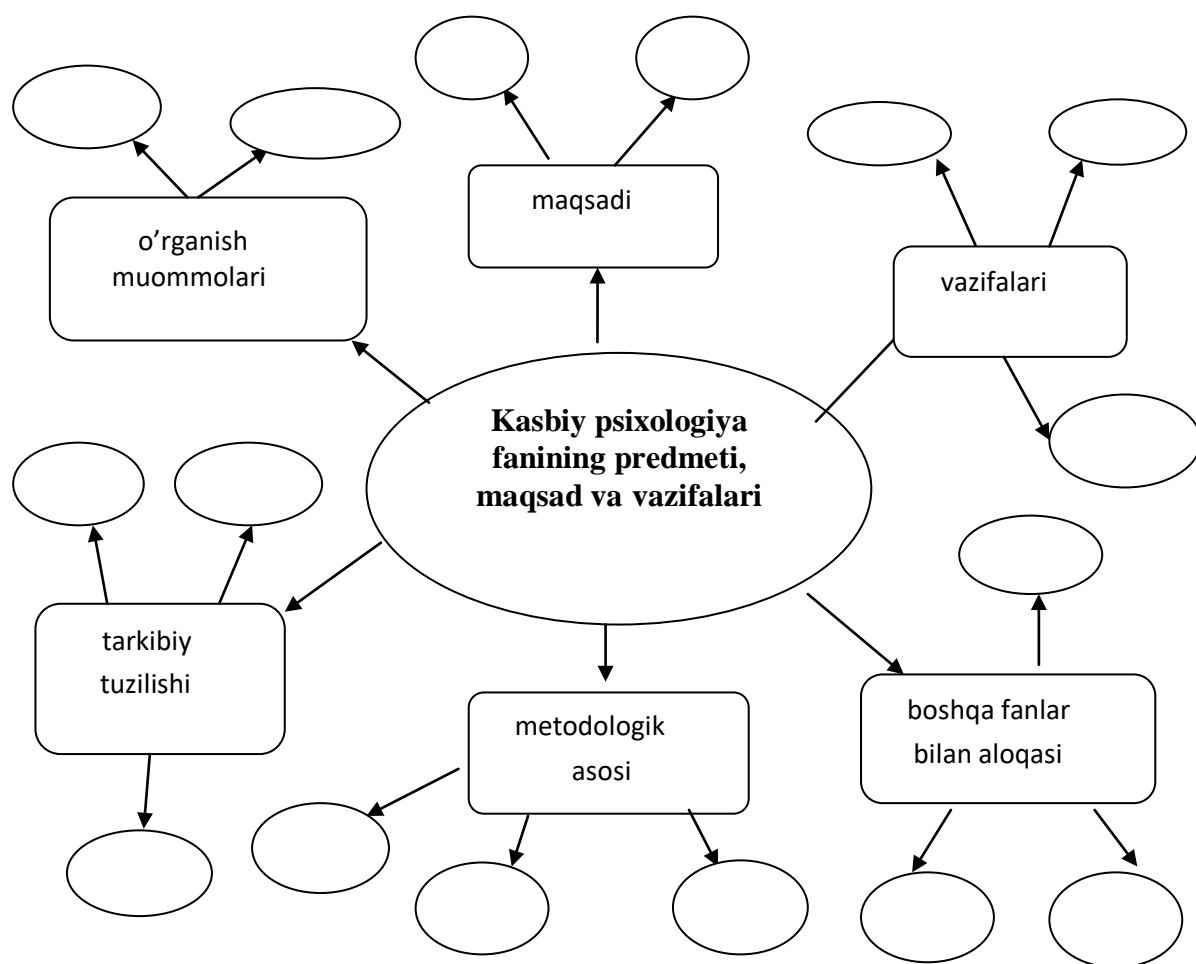 maqsadi
o’rganish
muommolari
vazifalari
Kasbiy psixologiya
fanining predmeti,
maqsad va vazifalari
tarkibiy
tuzilishi
metodologik
asosi
boshqa fanlar
bilan aloqasi